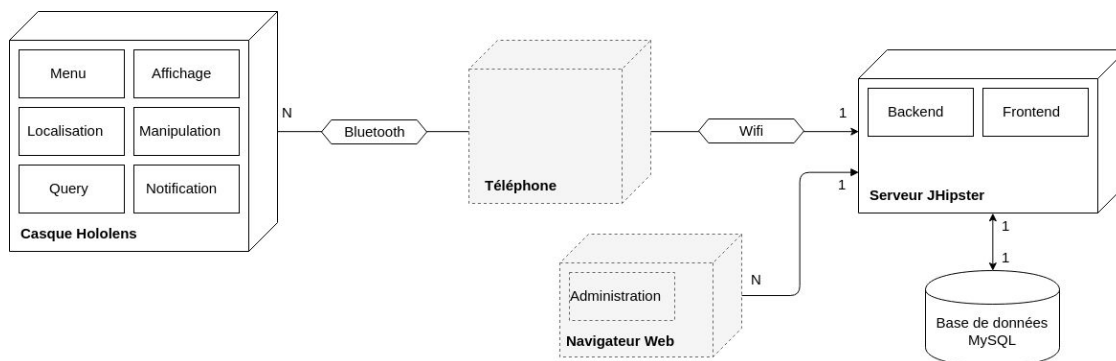 Menu
Affichage
Localisation
Manipulation
Query
Notification
Casque Hololens
N
Bluetooth
Téléphone
Wifi
1
1
Backend
Frontend
Serveur JHipster
Administration
Navigateur Web
N
1
1
Base de données
MySQL